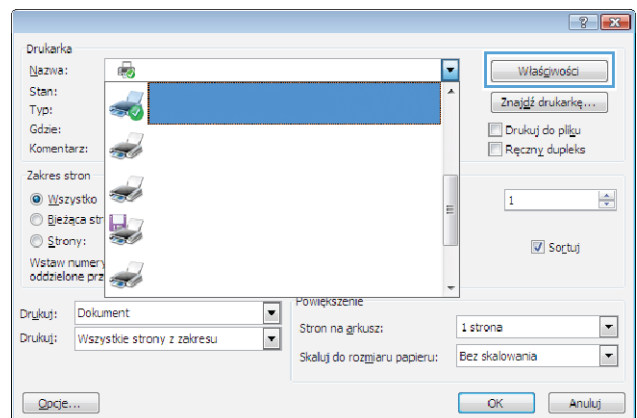 Drukarka
Nazwa:
Właściwości
Stan:
Typ:
Znajdź drukarkę...
Gdzie:
Drukuj do pliku
Komentarz:
Ręczny dupleks
Zakres stron
Wszystko
1
Bieżąca str
Strony:
Sortuj
Wstaw numery
oddzielone prz
Powiększenie
Drukuj: Dokument
Stron na arkusz: 1 strona
Drukuj: Wszystkie strony z zakresu
Skaluj do rozmiaru papieru: Bez skalowania
Opcje...
OK
Anuluj